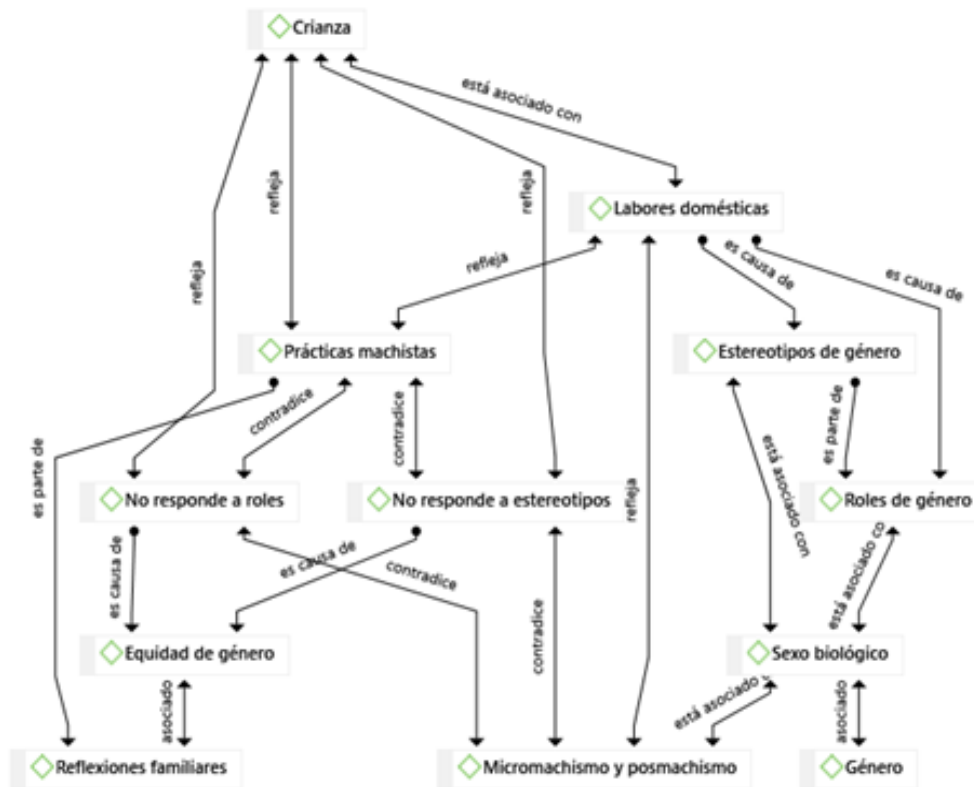 Crianza
está asociado con
refleja
refleja
Labores domésticas
refleja
refleja
es causa de
es causa de
Prácticas machistas
Estereotipos de género
contradice
contradice
es parte de
está asociado con
es parte de
refleja
No responde a roles
No responde a estereotipos
Roles de género
es causa de
es causa de
contradice
contradice
está asociado co
Equidad de género
Sexo biológico
asociado
está asociado
asociado
Reflexiones familiares
Micromachismo y posmachismo
Género